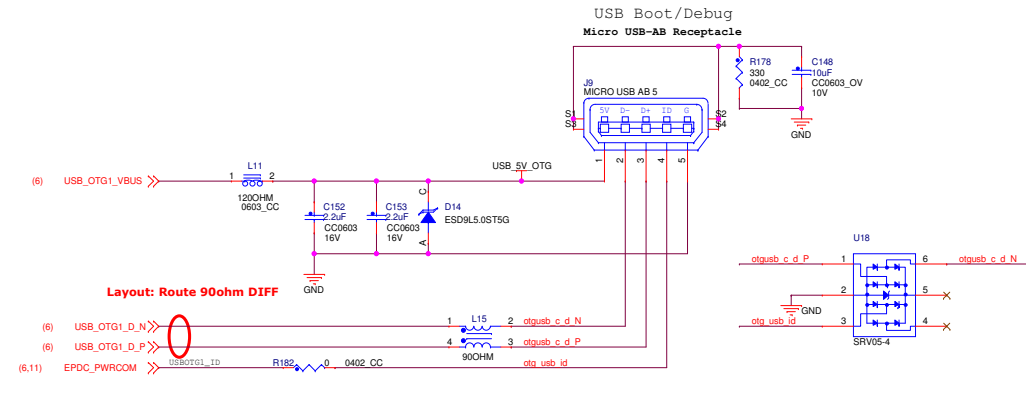 USB Boot/Debug
Micro USB-AB Receptacle
R178
330
0402_CC
C148
10uF
CC0603_OV
10V
GND
J9
MICRO USB AB 5
5V D- D+ ID G
S1
S3
S2
S4
1 2 3 4 5
USB_5V_OTG
(6) USB_OTG1_VBUS
1 L11 2
120OHM
0603_CC
C152
2.2uF
CC0603
16V
C153
2.2uF
CC0603
16V
C
D14
ESD9L5.0ST5G
A
GND
Layout: Route 90ohm DIFF
(6) USB_OTG1_D_N
(6) USB_OTG1_D_P
(6,11) EPDC_PWRCOM
USBOTG1_ID
R182 0 0402_CC
1 L15 2 otgusb_c_d_N
4 3 otgusb_c_d_P
90OHM
otg_usb_id
U18
otgusb_c_d_P 1
6 otgusb_c_d_N
2 5
GND
otg_usb_id 3 4
SRV05-4